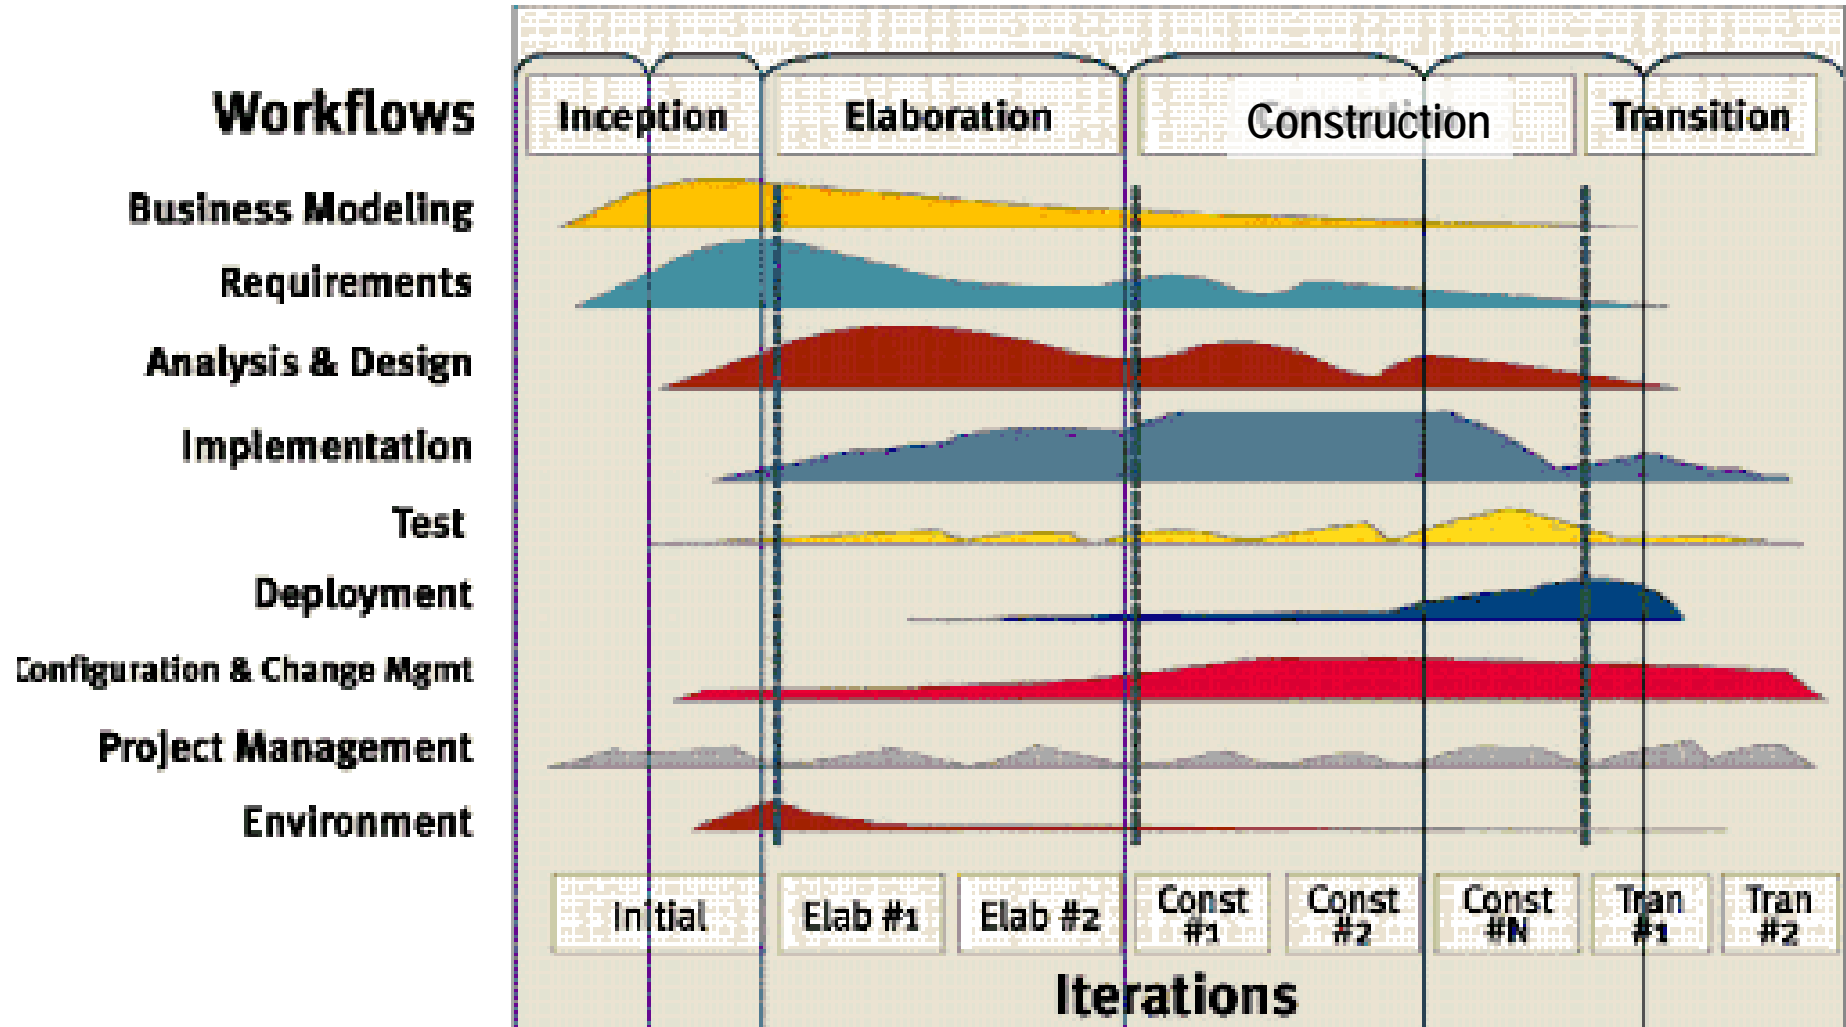 Workflows
Inception
Elaboration
Construction
Transition
Business Modeling
Requirements
Analysis & Design
Implementation
Test
Deployment
Configuration & Change Mgmt
Project Management
Environment
Initial
Elab #1
Elab #2
Const
#1
Const
#2
Const
#N
Tran
#1
Tran
#2
Iterations